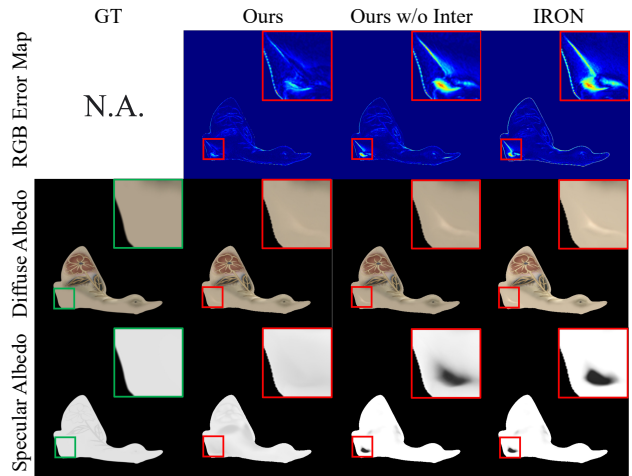 GT Ours Ours w/o Inter IRON
RGB Error Map
N.A.
Diffuse Albedo
Specular Albedo